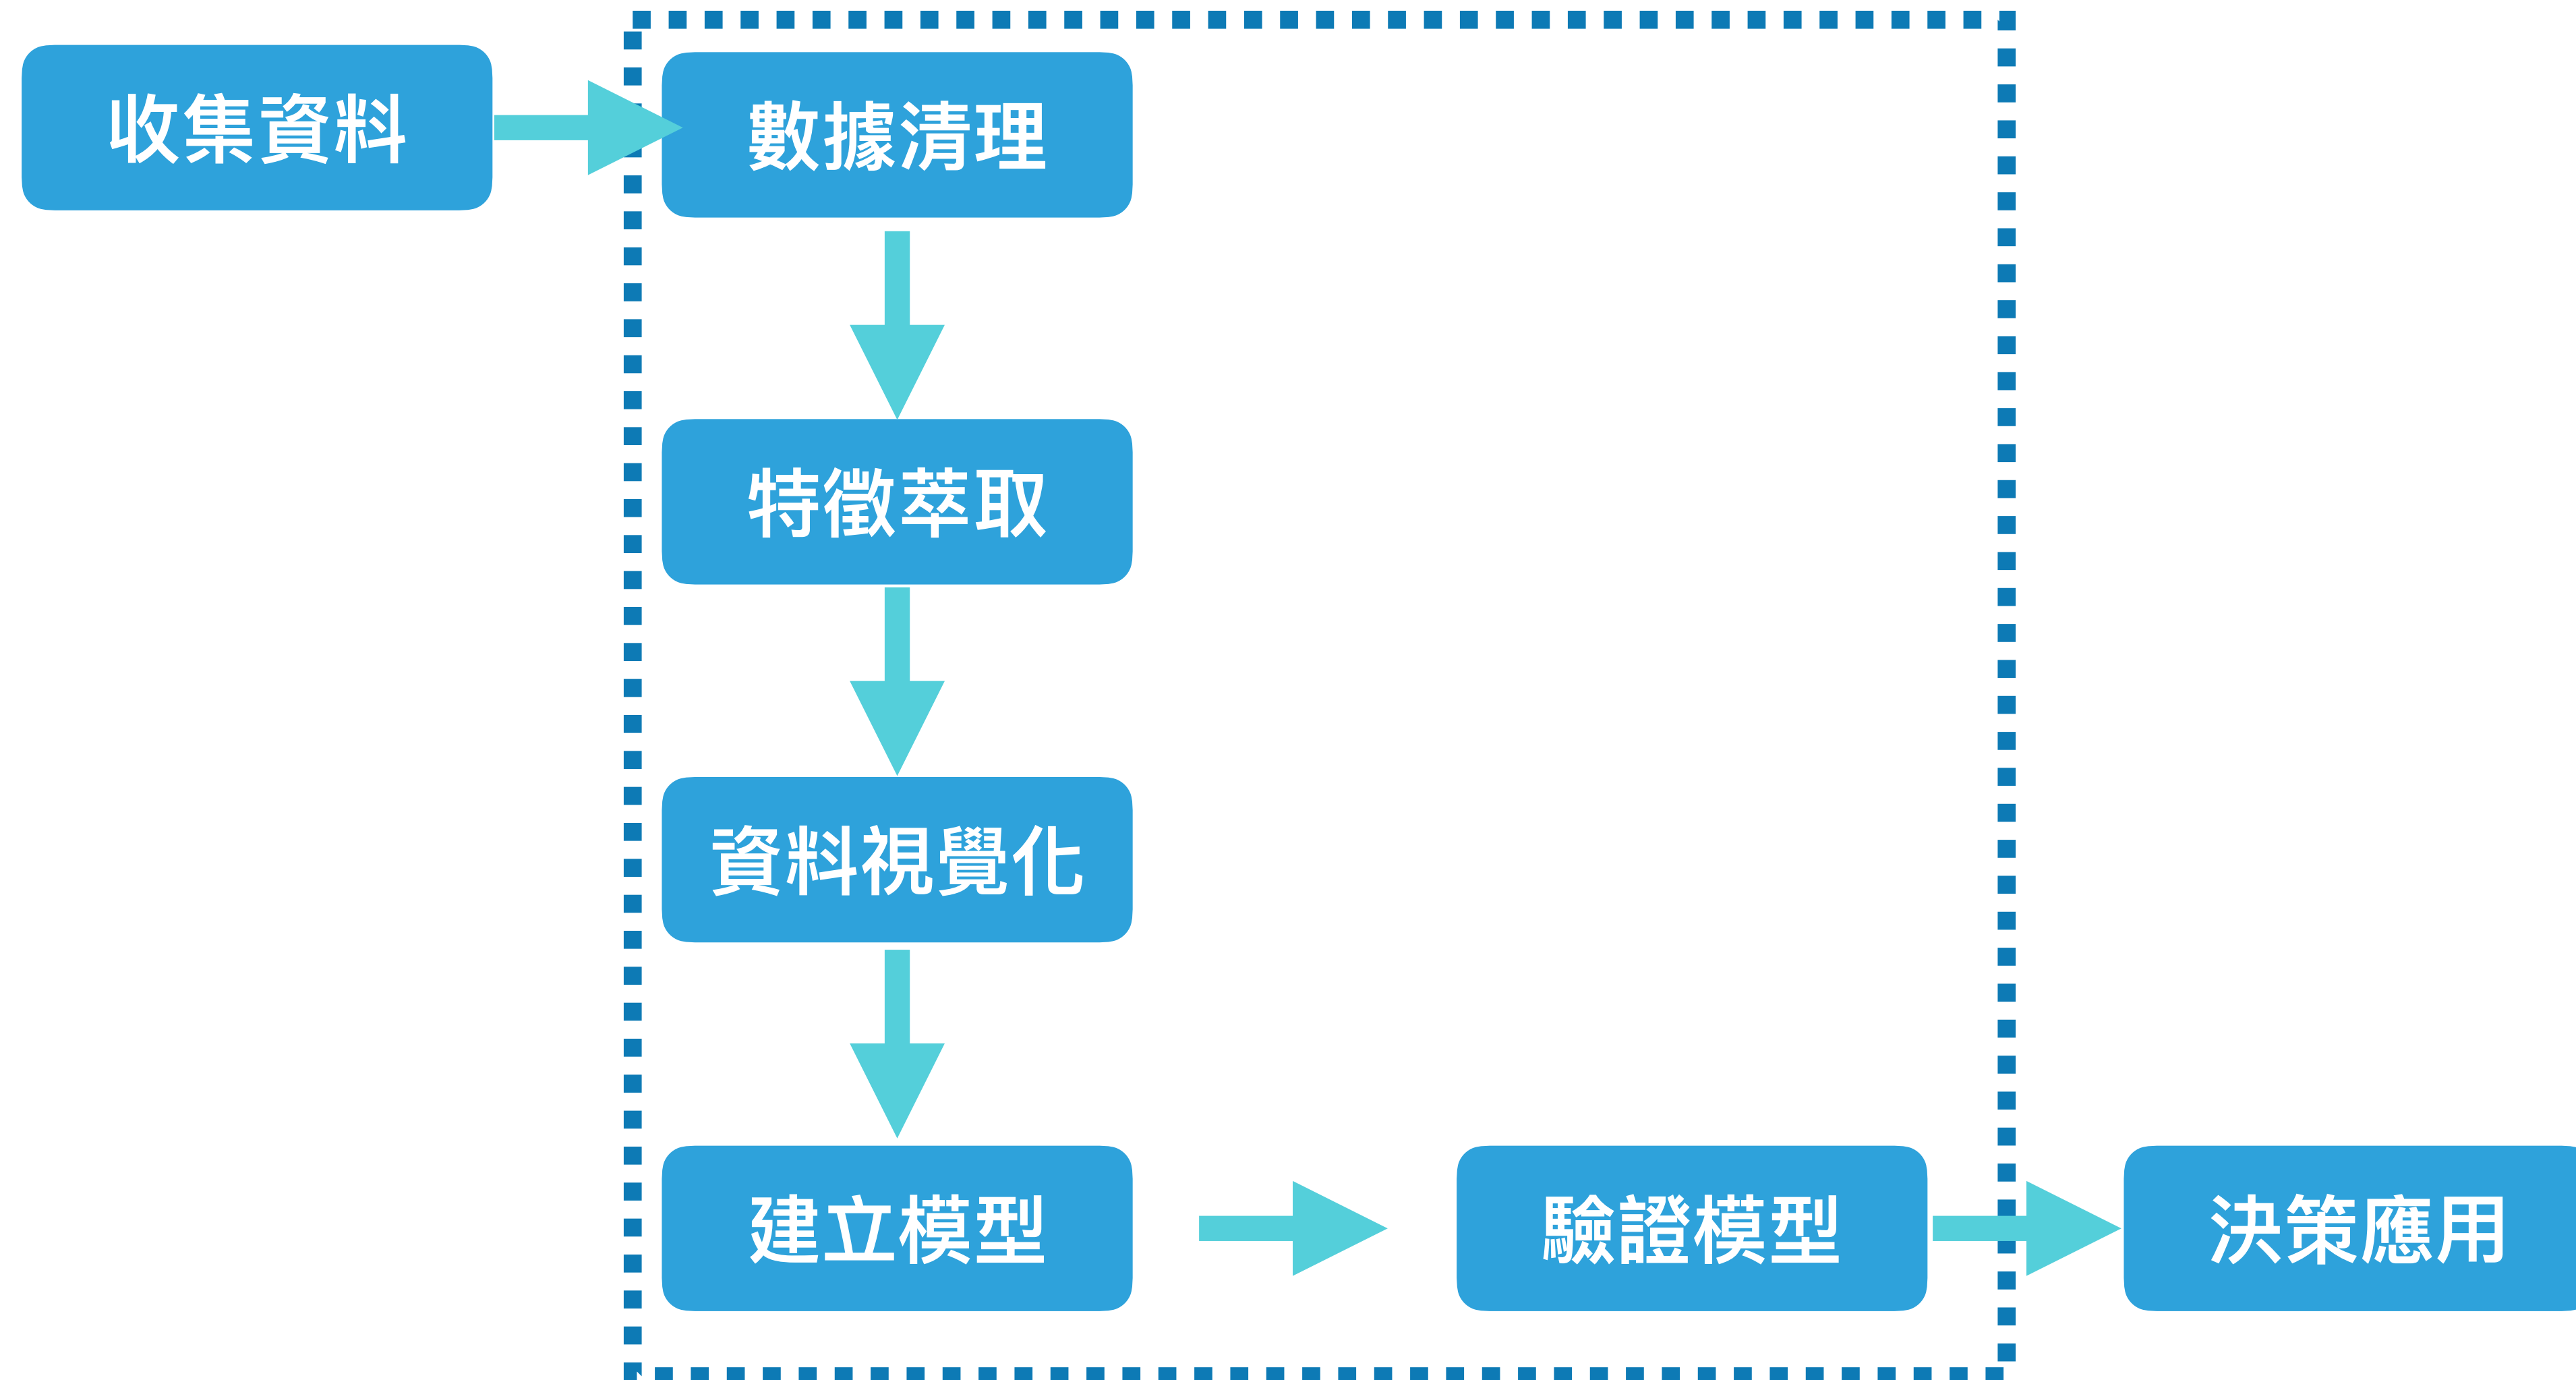 收集資料
數據清理
特徵萃取
資料視覺化
建立模型
驗證模型
決策應用